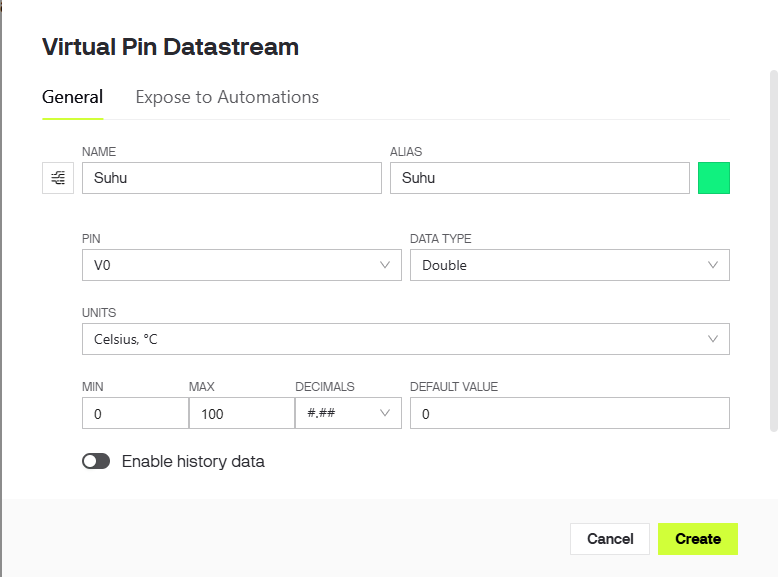 Virtual Pin Datastream
General Expose to Automations
NAME ALIAS
Suhu Suhu
PIN DATA TYPE
V0 Double
UNITS
Celsius, °C
MIN MAX DECIMALS DEFAULT VALUE
0 100 #.## 0
Enable history data
Cancel Create